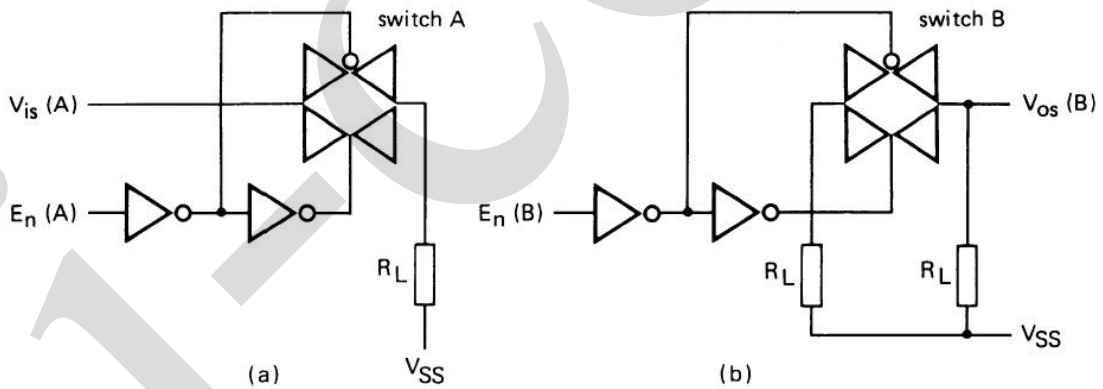 switch A
V_is (A)
E_n (A)
R_L
V_SS
(a)
switch B
V_os (B)
E_n (B)
R_L
R_L
V_SS
(b)